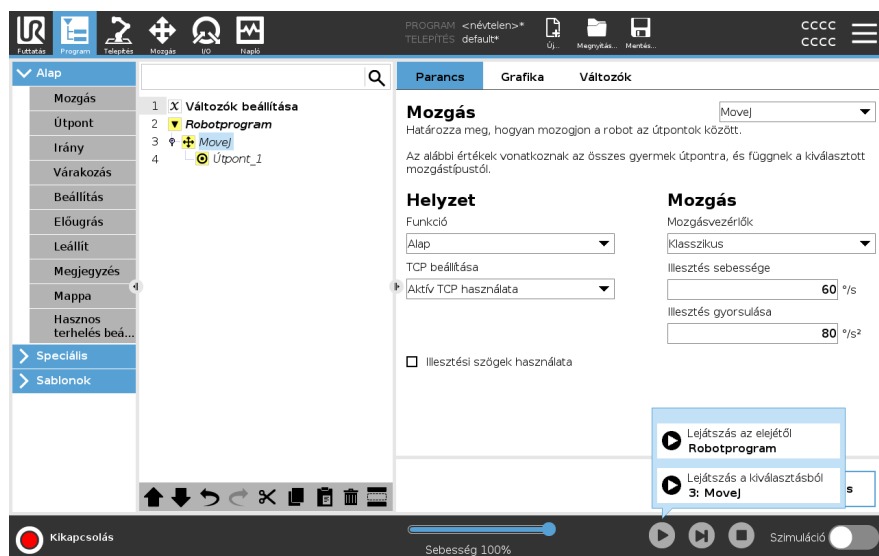 PROGRAM <névtelen>*
TELEPÍTÉS default*
UR
Futtatás
Program
Telepítés
Mozgás
I/O
Napló
Új...
Megnyitás...
Mentés...
CCCC
CCCC
Alap
Mozgás
Útpont
Irány
Várakozás
Beállítás
Előugrás
Leállít
Megjegyzés
Mappa
Hasznos
terhelés beá...
Speciális
Sablonok
1 X Változók beállítása
2 Robotprogram
3 MoveJ
4 Útpont_1
Parancs
Grafika
Változók
Mozgás
MoveJ
Határozza meg, hogyan mozogjon a robot az útpontok között.
Az alábbi értékek vonatkoznak az összes gyermek útpontra, és függnek a kiválasztott
mozgástípustól.
Helyzet
Funkció
Alap
TCP beállítása
Aktív TCP használata
Illesztési szögek használata
Mozgás
Mozgásvezérlők
Klasszikus
Illesztés sebessége
60 °/s
Illesztés gyorsulása
80 °/s²
Lejátszás az elejétől
Robotprogram
Lejátszás a kiválasztásból
3: MoveJ
s
Kikapcsolás
Sebesség 100%
Szimuláció